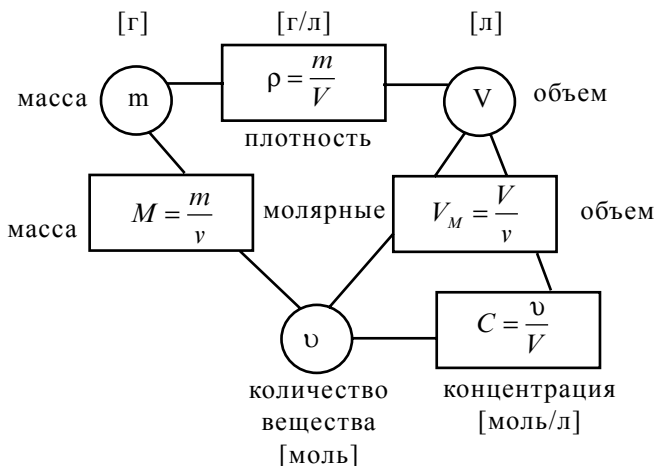 [г] [г/л] [л]
масса m ρ = m/V V объем
плотность
масса M = m/ν молярные V_M = V/ν объем
υ C = υ/V
количество концентрация
вещества [моль/л]
[моль]